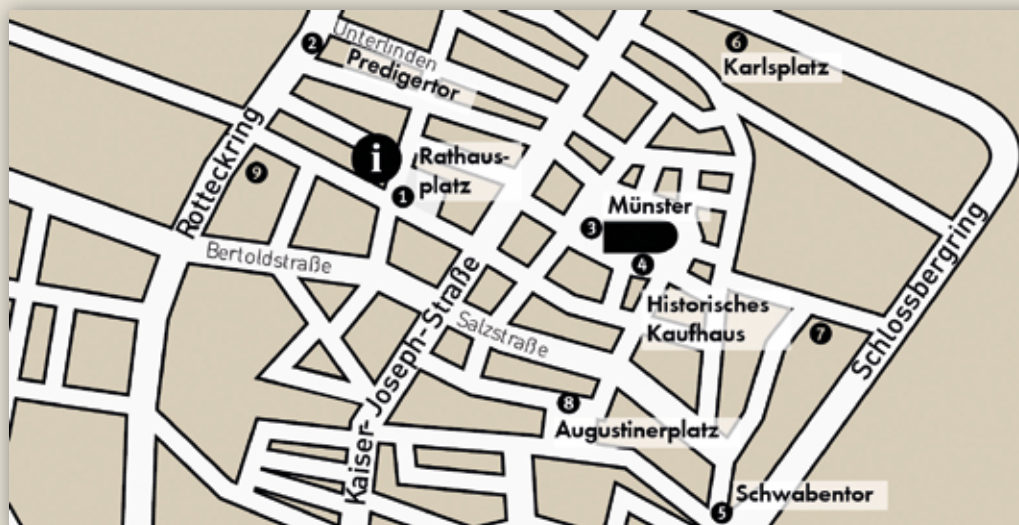 Unterlinden
2
Predigertor
6
Karlsplatz
Rotteckring
i
9
1
Rathaus-
platz
Münster
3
4
Bertoldstraße
Historisches
Kaufhaus
Salzstraße
7
Schlossbergring
Kaiser-Joseph-Straße
8
Augustinerplatz
5
Schwabentor